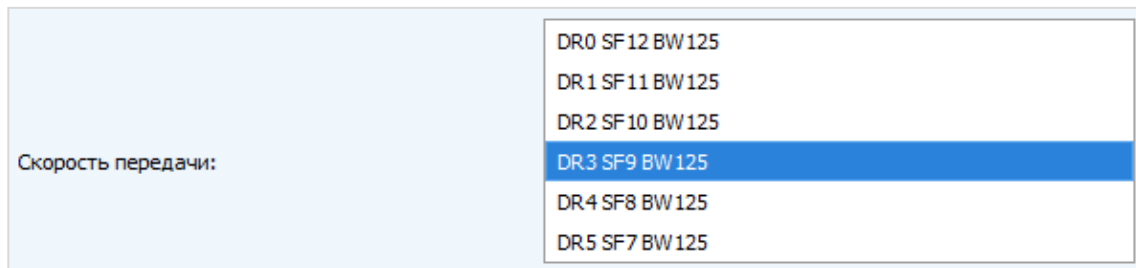 DR0 SF12 BW125
DR1 SF11 BW125
DR2 SF10 BW125
Скорость передачи:
DR3 SF9 BW125
DR4 SF8 BW125
DR5 SF7 BW125